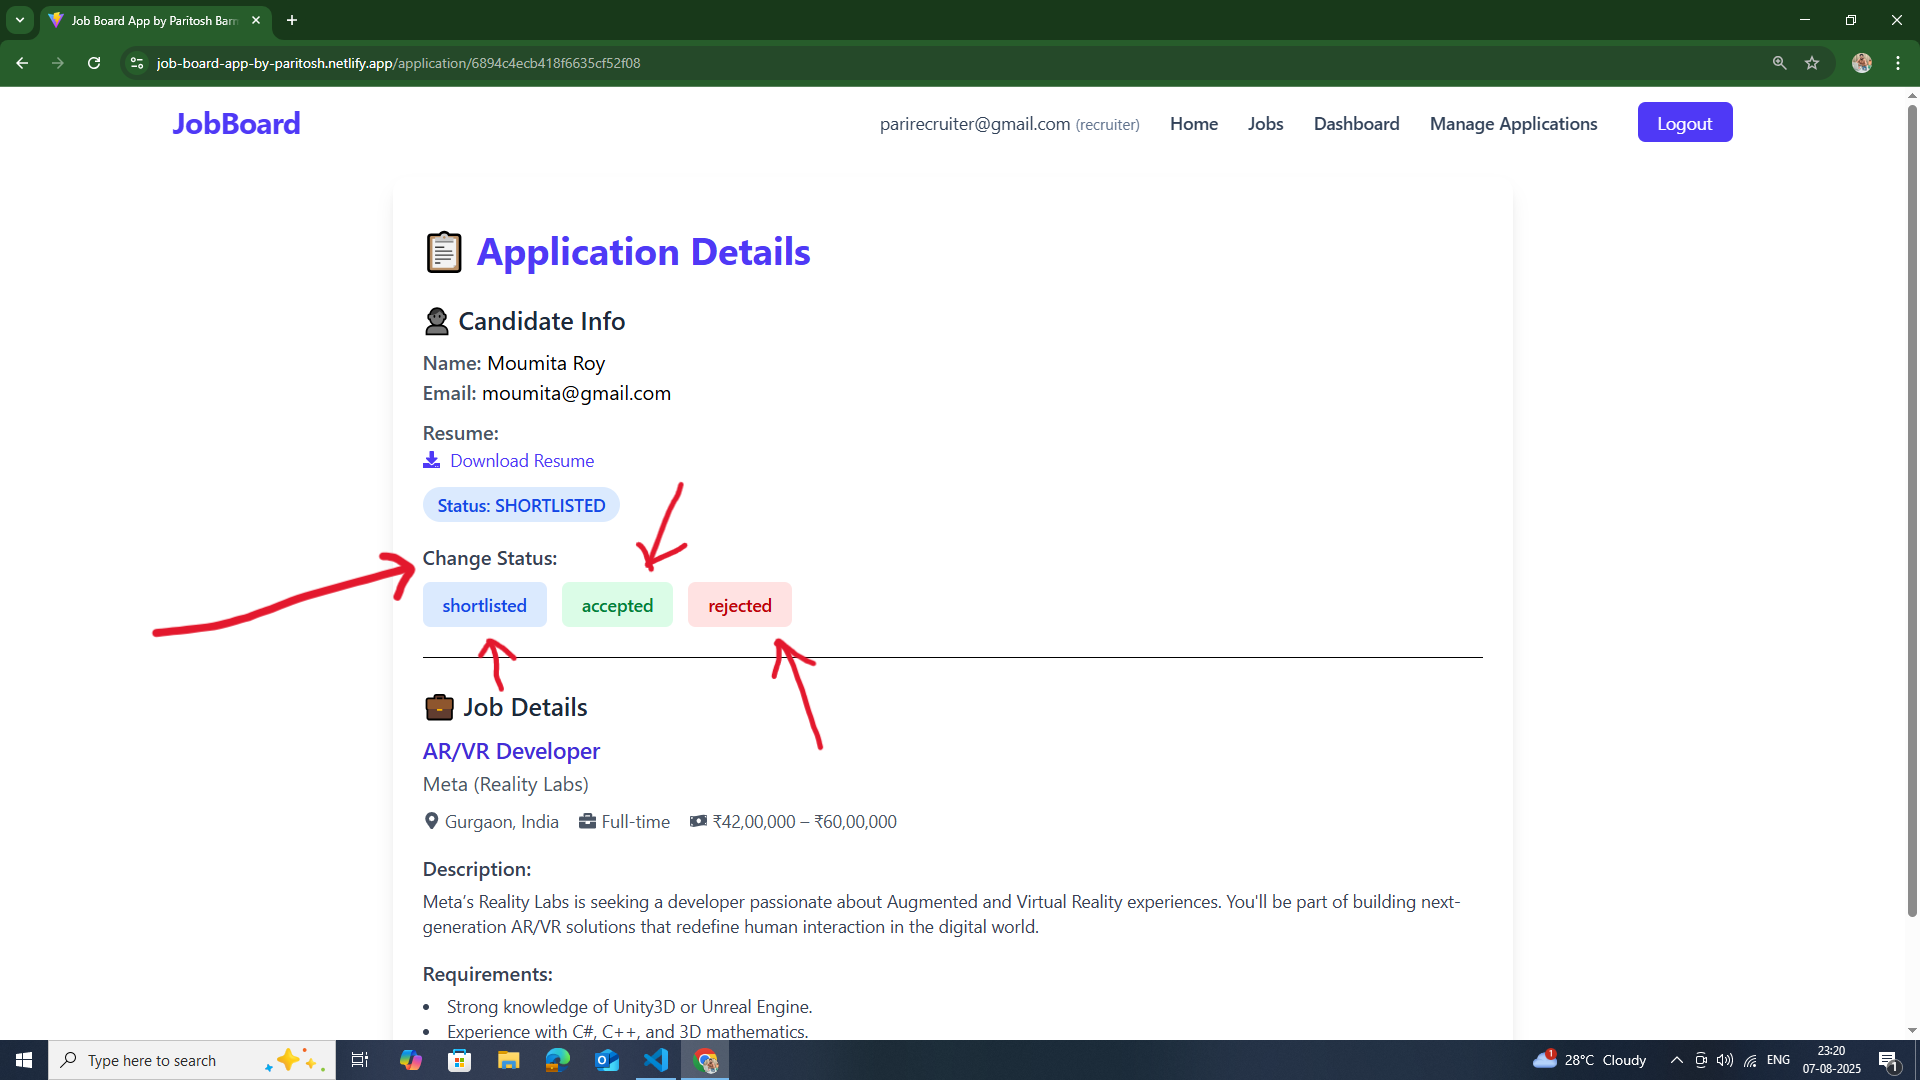 Job Board App by Paritosh Barn
job-board-app-by-paritosh.netlify.app/application/6894c4ecb418f6635cf52f08
JobBoard
parirecruiter@gmail.com (recruiter) Home Jobs Dashboard Manage Applications Logout
Application Details
Candidate Info
Name: Moumita Roy
Email: moumita@gmail.com
Resume:
Download Resume
Status: SHORTLISTED
Change Status:
shortlisted accepted rejected
Job Details
AR/VR Developer
Meta (Reality Labs)
Gurgaon, India Full-time ₹42,00,000 – ₹60,00,000
Description:
Meta’s Reality Labs is seeking a developer passionate about Augmented and Virtual Reality experiences. You'll be part of building next-
generation AR/VR solutions that redefine human interaction in the digital world.
Requirements:
• Strong knowledge of Unity3D or Unreal Engine.
• Experience with C#, C++, and 3D mathematics.
Type here to search
1 28°C Cloudy ENG 23:20
07-08-2025 1